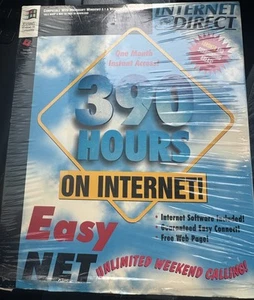 INTERNET
DIRECT
One Month
Instant Access!
390
HOURS
ON INTERNET!
• Internet Software Included!
• Guaranteed Easy Connect!
• Free Web Page!
Easy
NET
UNLIMITED WEEKEND CALLING!